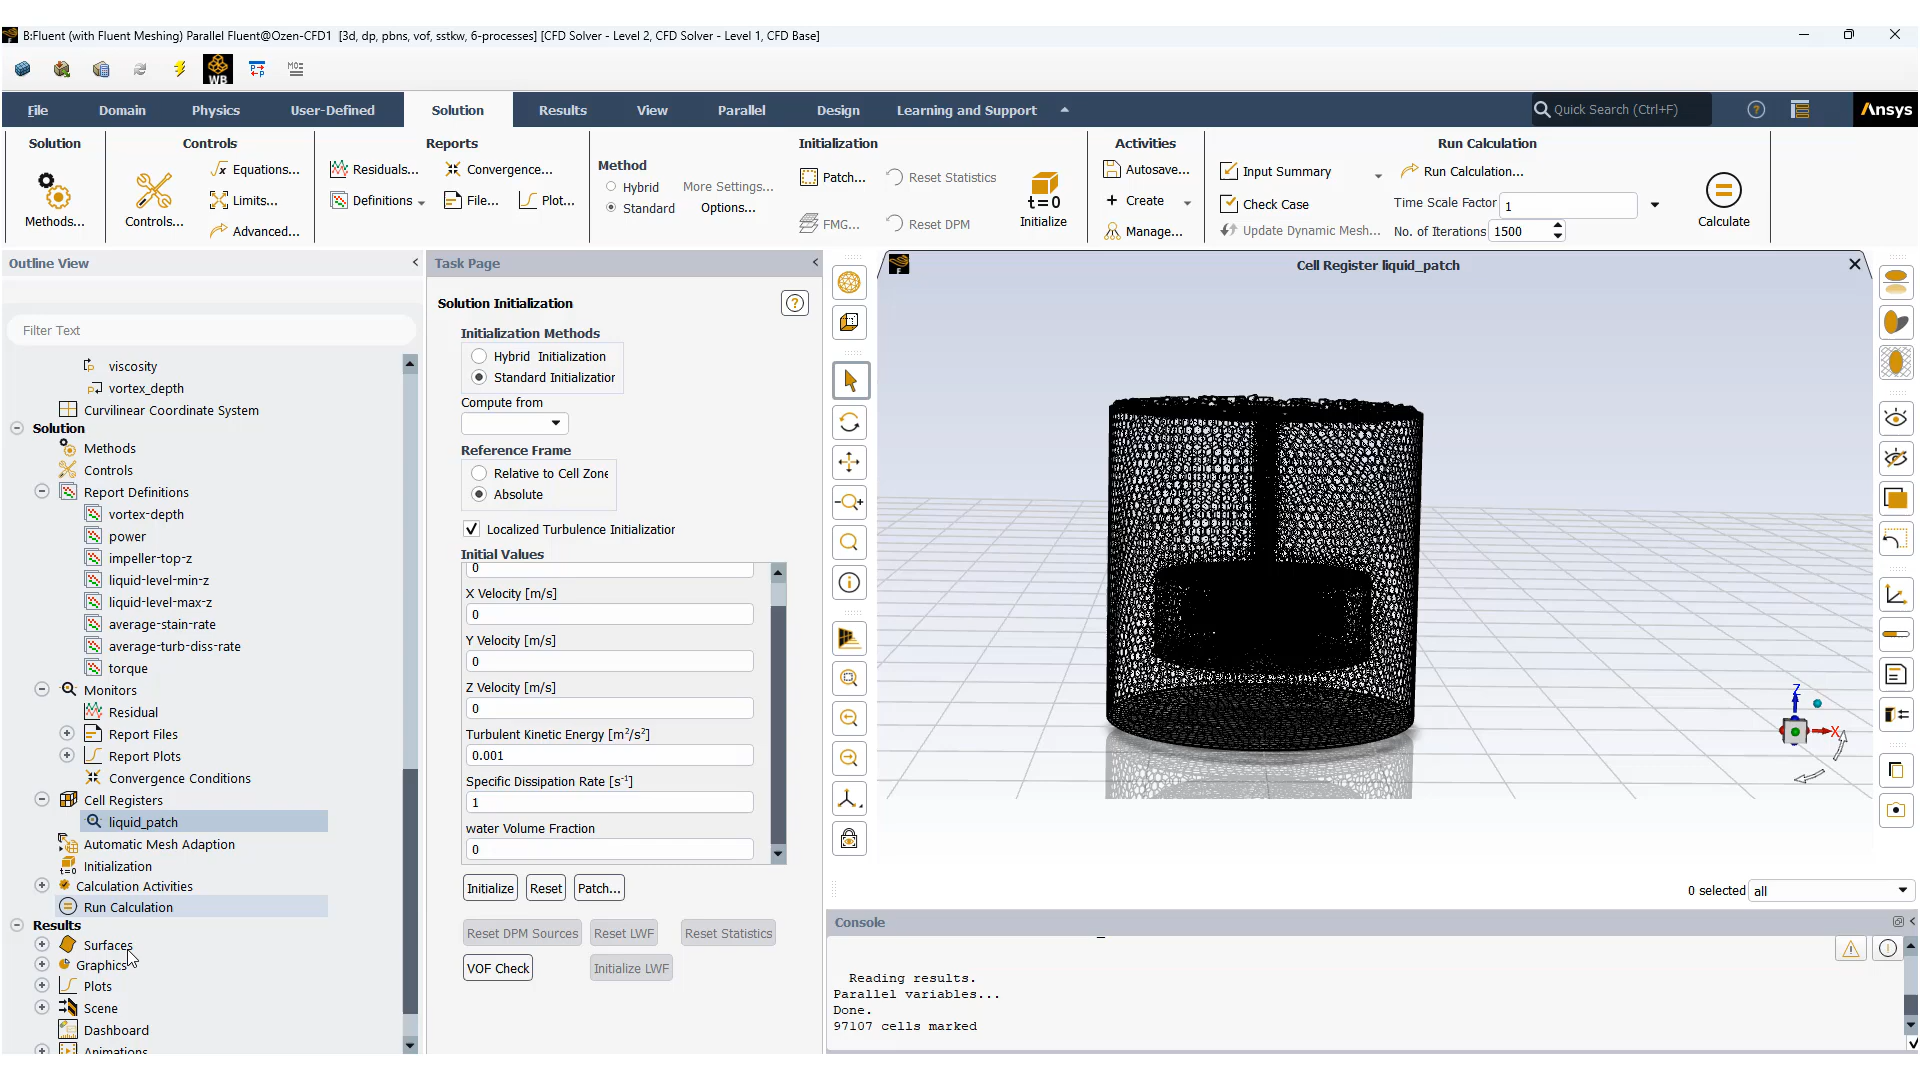 B:Fluent (with Fluent Meshing) Parallel Fluent@Ozen-CFD1 [3d, dp, pbns, vof, sstkw, 6-processes] [CFD Solver - Level 2, CFD Solver - Level 1, CFD Base]
WB
File Domain Physics User-Defined Solution Results View Parallel Design Learning and Support Quick Search (Ctrl+F) Ansys
Solution Controls Reports Initialization Activities Run Calculation
Methods...
Controls...
Equations...
Limits...
Advanced...
Residuals... Convergence...
Definitions File... Plot...
Method
Hybrid More Settings...
Standard Options...
Patch... Reset Statistics
FMG... Reset DPM
t=0
Initialize
Autosave...
Create
Manage...
Input Summary
Check Case
Update Dynamic Mesh...
Run Calculation...
Time Scale Factor 1
No. of Iterations 1500
Calculate
Outline View
Filter Text
viscosity
vortex_depth
Curvilinear Coordinate System
Solution
Methods
Controls
Report Definitions
vortex-depth
power
impeller-top-z
liquid-level-min-z
liquid-level-max-z
average-stain-rate
average-turb-diss-rate
torque
Monitors
Residual
Report Files
Report Plots
Convergence Conditions
Cell Registers
liquid_patch
Automatic Mesh Adaption
Initialization
Calculation Activities
Run Calculation
Results
Surfaces
Graphics
Plots
Scene
Dashboard
Animations
Task Page
Solution Initialization
Initialization Methods
Hybrid Initialization
Standard Initialization
Compute from
Reference Frame
Relative to Cell Zone
Absolute
Localized Turbulence Initialization
Initial Values
0
X Velocity [m/s]
0
Y Velocity [m/s]
0
Z Velocity [m/s]
0
Turbulent Kinetic Energy [m²/s²]
0.001
Specific Dissipation Rate [s⁻¹]
1
water Volume Fraction
0
Initialize Reset Patch...
Reset DPM Sources Reset LWF Reset Statistics
VOF Check Initialize LWF
Cell Register liquid_patch
Z
X
0 selected all
Console
Reading results.
Parallel variables...
Done.
97107 cells marked